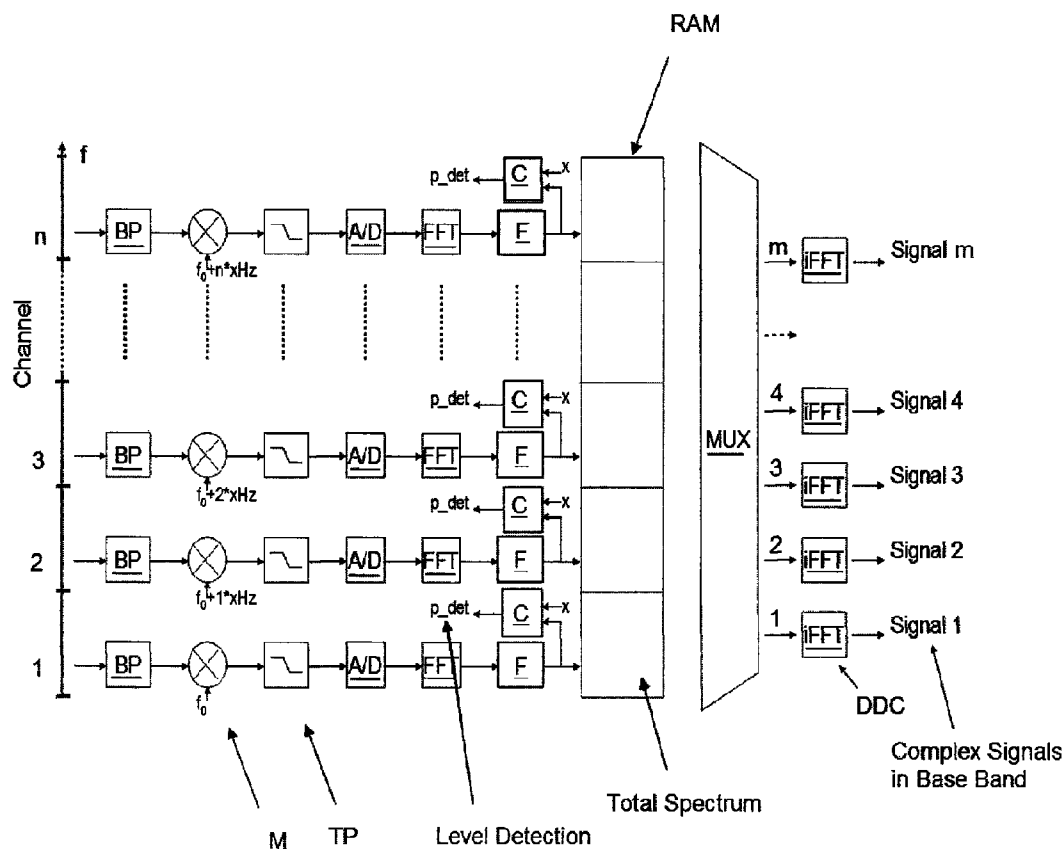 RAM
f
p_det
C
x
n
BP
A/D
FFT
F
f₀+n*xHz
m
iFFT
Signal m
Channel
p_det
C
x
4
iFFT
Signal 4
3
BP
A/D
FFT
F
f₀+2*xHz
MUX
3
iFFT
Signal 3
p_det
C
x
2
BP
A/D
FFT
F
f₀+1*xHz
2
iFFT
Signal 2
p_det
C
x
1
iFFT
Signal 1
1
BP
A/D
FFT
F
f₀
DDC
Complex Signals
in Base Band
Total Spectrum
M
TP
Level Detection